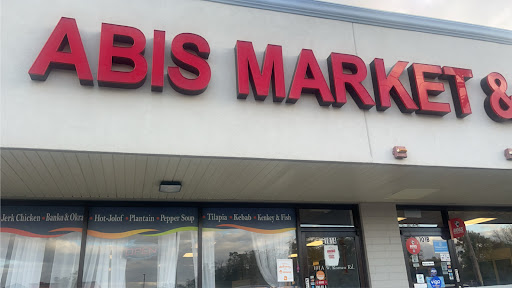 ABIS MARKET &
Jerk Chicken - Banku & Okra
Hot-Jolof - Plantain - Pepper Soup
Tilapia - Kebab - Kenkey & Fish